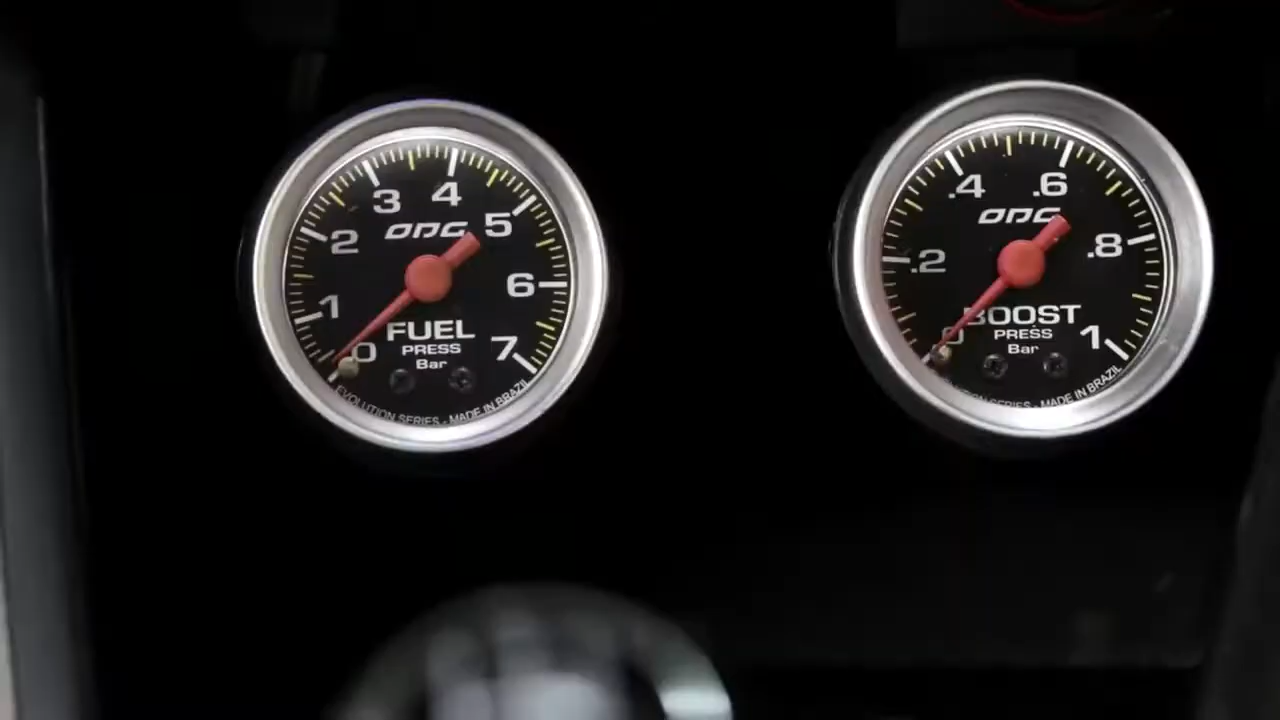 3 4
2 5
ODG
1 6
0 7
FUEL
PRESS
Bar
EVOLUTION SERIES - MADE IN BRAZIL
.4 .6
.2 .8
ODG
0 1
BOOST
PRESS
Bar
SERIES - MADE IN BRAZIL